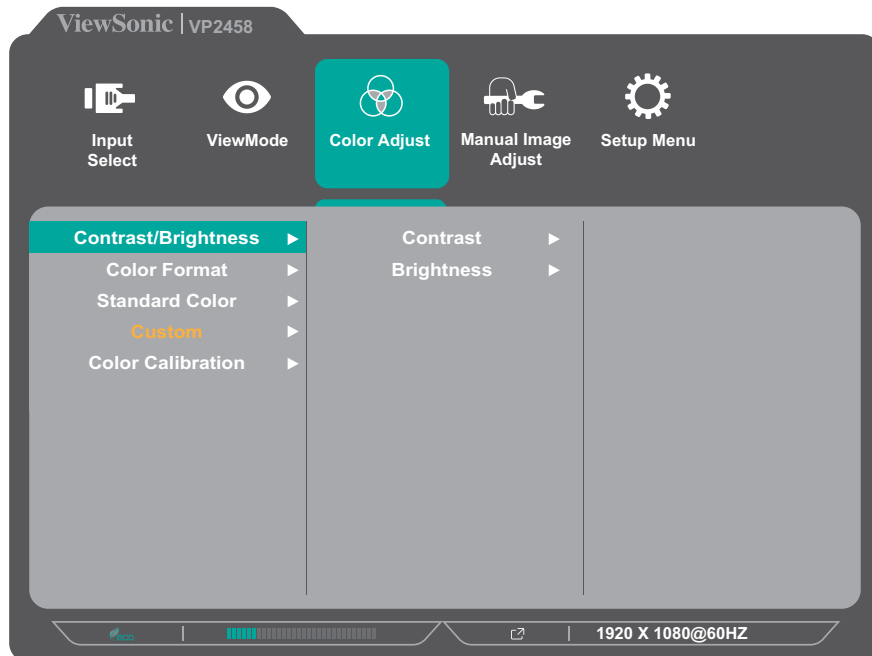 ViewSonic | VP2458
Input
Select
ViewMode
Color Adjust
Manual Image
Adjust
Setup Menu
Contrast/Brightness
Color Format
Standard Color
Custom
Color Calibration
Contrast
Brightness
eco
1920 X 1080@60HZ